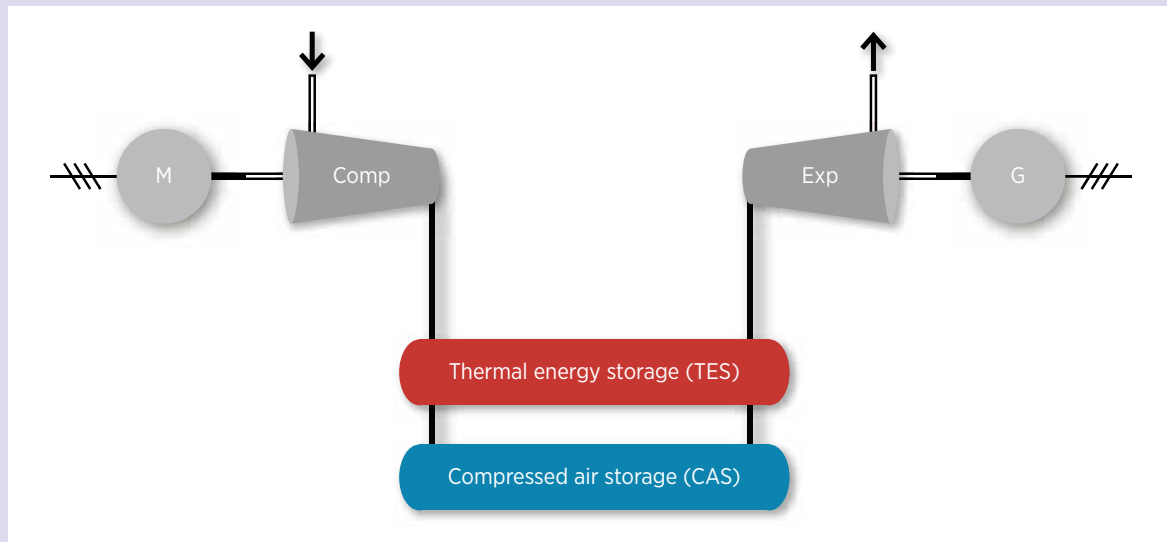 M
Comp
Exp
G
Thermal energy storage (TES)
Compressed air storage (CAS)